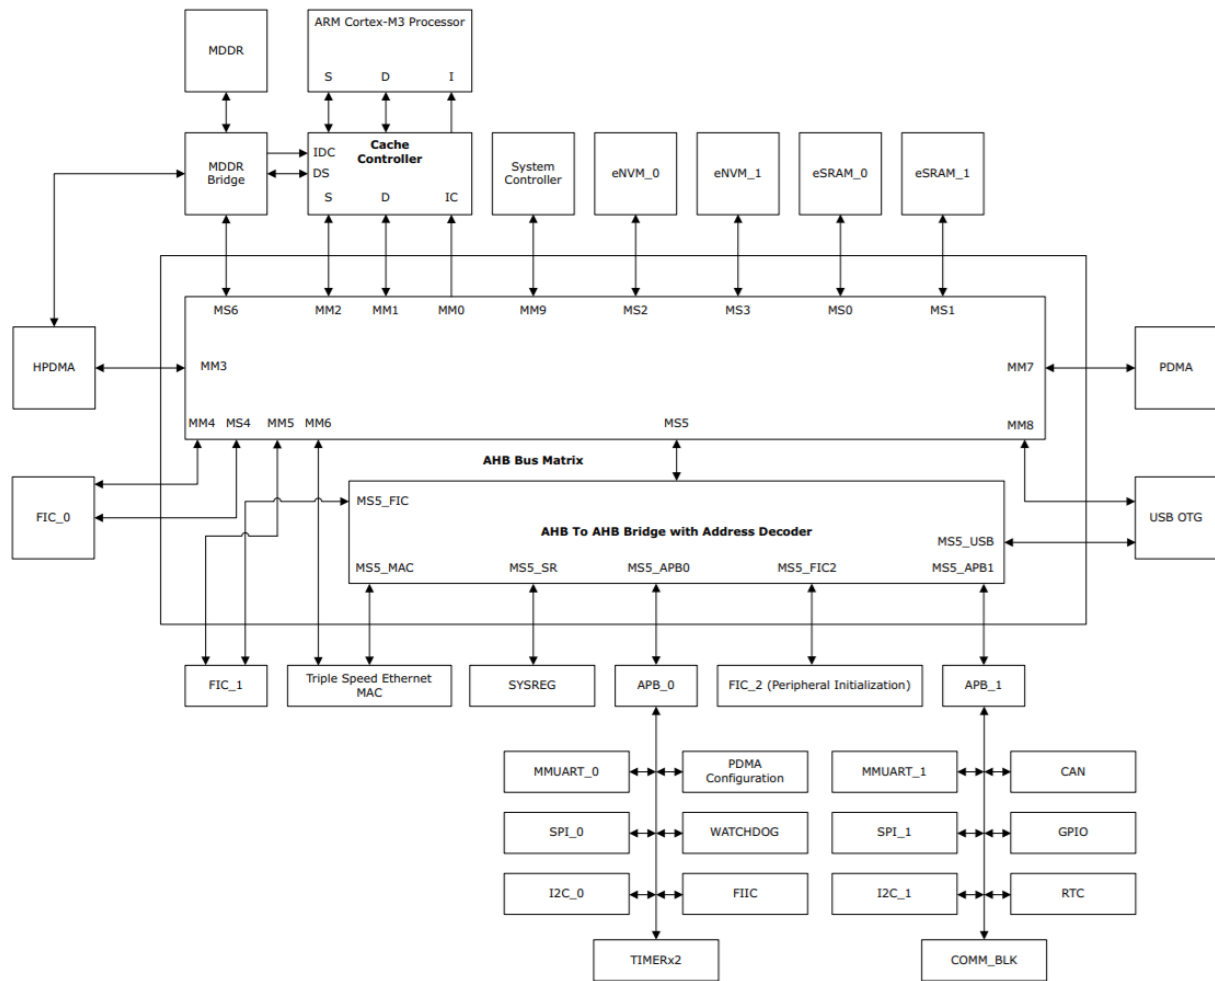 ARM Cortex-M3 Processor
MDDR
S D I
MDDR
Bridge
IDC
DS
Cache
Controller
S D IC
System
Controller
eNVM_0
eNVM_1
eSRAM_0
eSRAM_1
MS6 MM2 MM1 MM0 MM9 MS2 MS3 MS0 MS1
HPDMA
MM3
MM7
PDMA
MM4 MS4 MM5 MM6 MS5 MM8
AHB Bus Matrix
FIC_0
MS5_FIC
AHB To AHB Bridge with Address Decoder
MS5_USB
USB OTG
MS5_MAC MS5_SR MS5_APB0 MS5_FIC2 MS5_APB1
FIC_1
Triple Speed Ethernet
MAC
SYSREG
APB_0
FIC_2 (Peripheral Initialization)
APB_1
MMUART_0
PDMA
Configuration
MMUART_1
CAN
SPI_0
WATCHDOG
SPI_1
GPIO
I2C_0
FIIC
I2C_1
RTC
TIMERx2
COMM_BLK